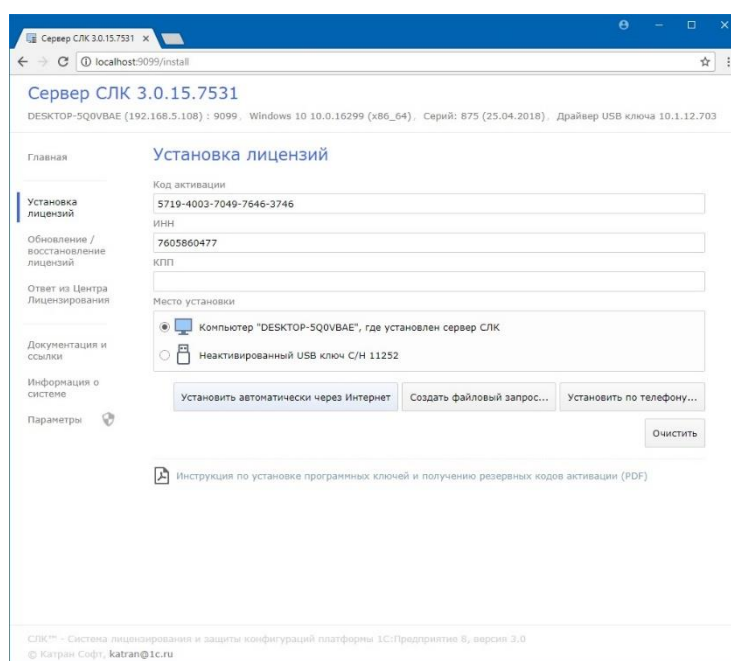 Сервер СЛК 3.0.15.7531
localhost:9099/install
Сервер СЛК 3.0.15.7531
DESKTOP-5Q0VBAE (192.168.5.108) : 9099, Windows 10 10.0.16299 (x86_64), Серий: 875 (25.04.2018), Драйвер USB ключа 10.1.12.703
Главная
Установка
лицензий
Обновление /
восстановление
лицензий
Ответ из Центра
Лицензирования
Документация и
ссылки
Информация о
системе
Параметры
Установка лицензий
Код активации
5719-4003-7049-7646-3746
ИНН
7605860477
КПП
Место установки
Компьютер "DESKTOP-5Q0VBAE", где установлен сервер СЛК
Неактивированный USB ключ С/Н 11252
Установить автоматически через Интернет
Создать файловый запрос...
Установить по телефону...
Очистить
Инструкция по установке программных ключей и получению резервных кодов активации (PDF)
СЛК™ - Система лицензирования и защиты конфигураций платформы 1С:Предприятие 8, версия 3.0
© Катран Софт, katran@1c.ru